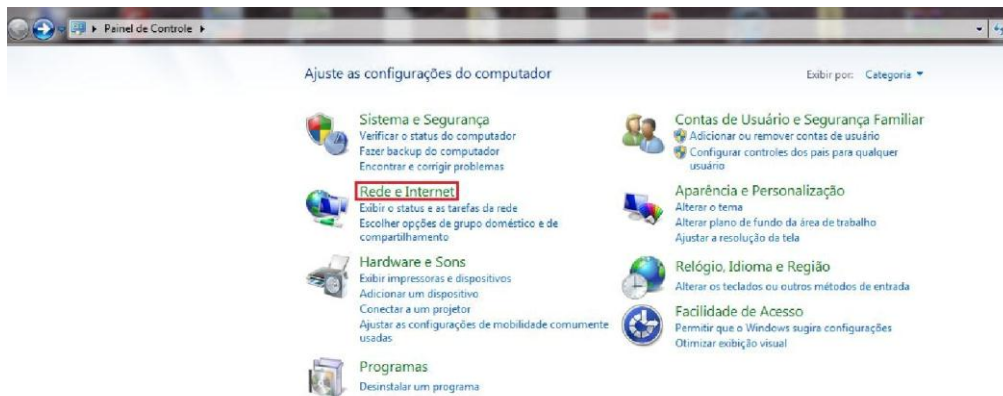 Painel de Controle
Ajuste as configurações do computador
Exibir por: Categoria
Sistema e Segurança
Verificar o status do computador
Fazer backup do computador
Encontrar e corrigir problemas
Rede e Internet
Exibir o status e as tarefas da rede
Escolher opções de grupo doméstico e de
compartilhamento
Hardware e Sons
Exibir impressoras e dispositivos
Adicionar um dispositivo
Conectar a um projetor
Ajustar as configurações de mobilidade comumente
usadas
Programas
Desinstalar um programa
Contas de Usuário e Segurança Familiar
Adicionar ou remover contas de usuário
Configurar controles dos pais para qualquer
usuário
Aparência e Personalização
Alterar o tema
Alterar plano de fundo da área de trabalho
Ajustar a resolução da tela
Relógio, Idioma e Região
Alterar os teclados ou outros métodos de entrada
Facilidade de Acesso
Permitir que o Windows sugira configurações
Otimizar exibição visual